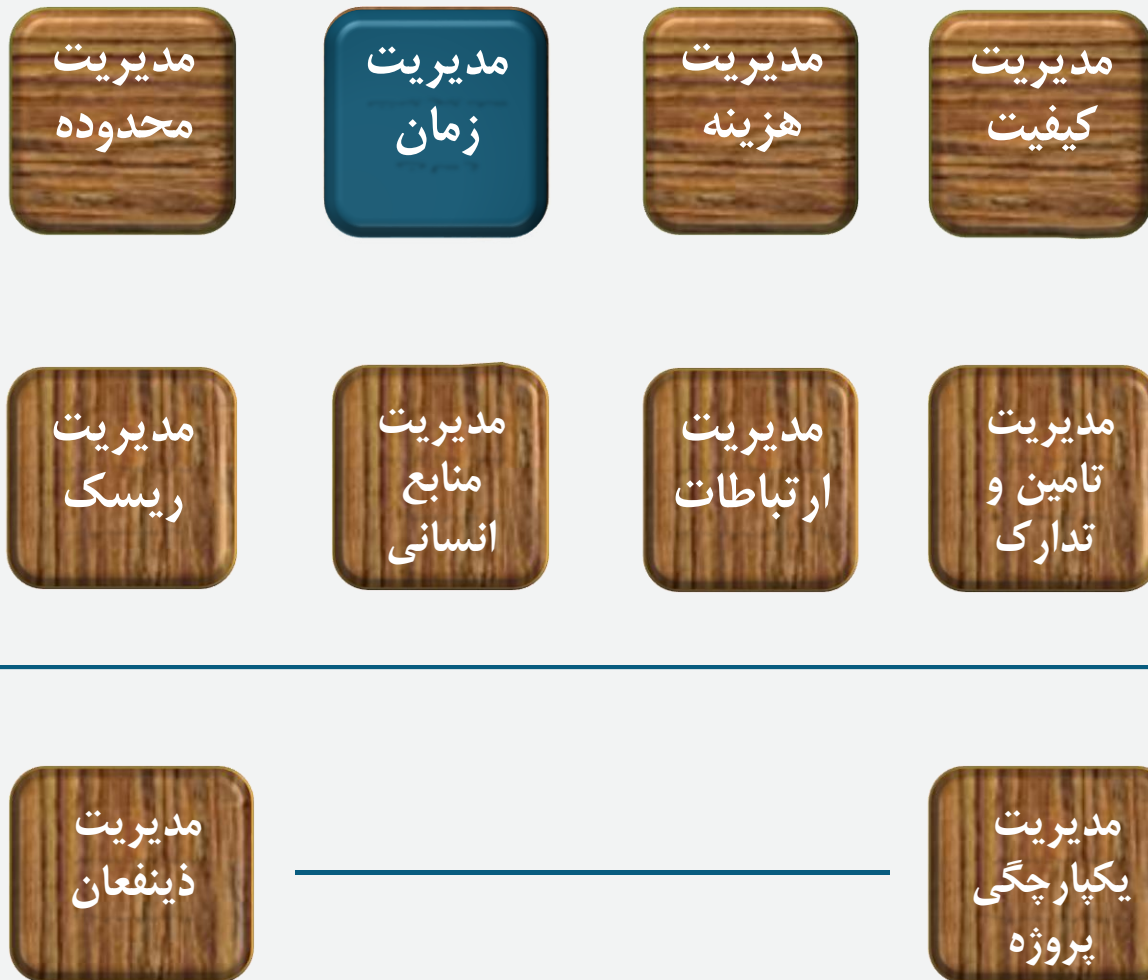 مدیریت
کیفیت
مدیریت
هزینه
مدیریت
زمان
مدیریت
محدوده
مدیریت
تامین و
تدارک
مدیریت
ارتباطات
مدیریت
منابع
انسانی
مدیریت
ریسک
مدیریت
یکپارچگی
پروژه
مدیریت
ذینفعان